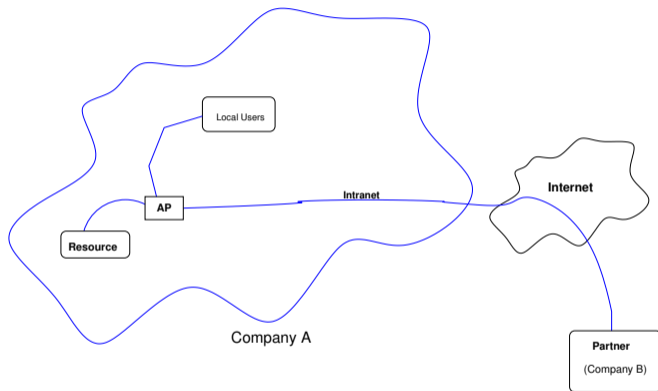 Local Users
AP
Intranet
Internet
Resource
Company A
Partner
(Company B)